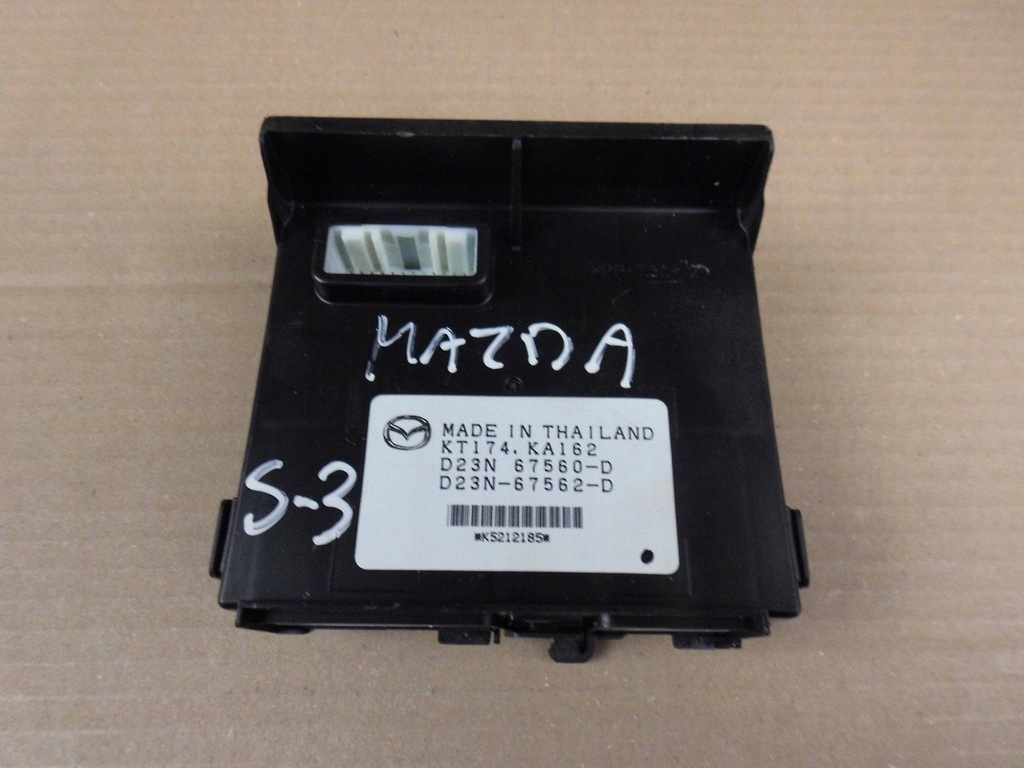 MAZDA
S-3
MADE IN THAILAND
KT174. KA162
D23N 67560-D
D23N-67562-D
*K5212185*